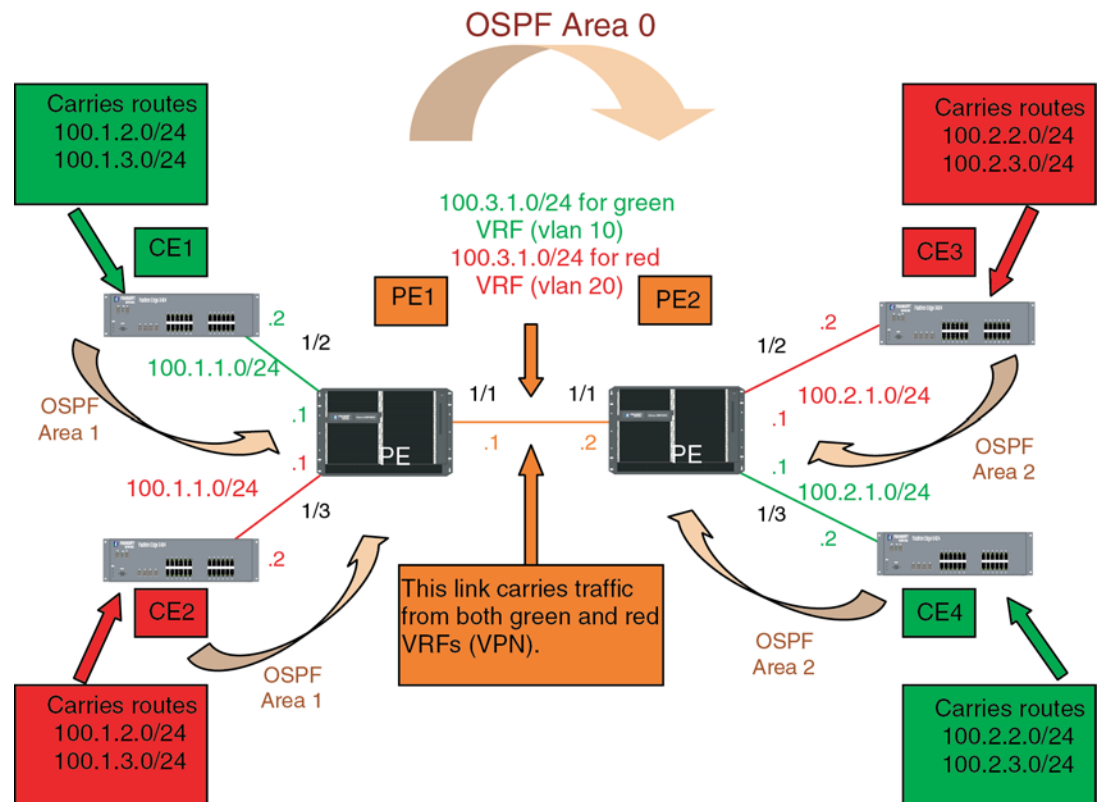 OSPF Area 0
Carries routes
100.1.2.0/24
100.1.3.0/24
Carries routes
100.2.2.0/24
100.2.3.0/24
100.3.1.0/24 for green
VRF (vlan 10)
100.3.1.0/24 for red
VRF (vlan 20)
CE1
CE3
PE1
PE2
.2
1/2
100.1.1.0/24
.2
1/2
100.2.1.0/24
OSPF
Area 1
.1
PE
1/1
1/1
.1
.2
PE
.1
OSPF
Area 2
.1
100.1.1.0/24
1/3
.2
.1
100.2.1.0/24
1/3
.2
CE2
This link carries traffic
from both green and red
VRFs (VPN).
CE4
OSPF
Area 1
OSPF
Area 2
Carries routes
100.1.2.0/24
100.1.3.0/24
Carries routes
100.2.2.0/24
100.2.3.0/24